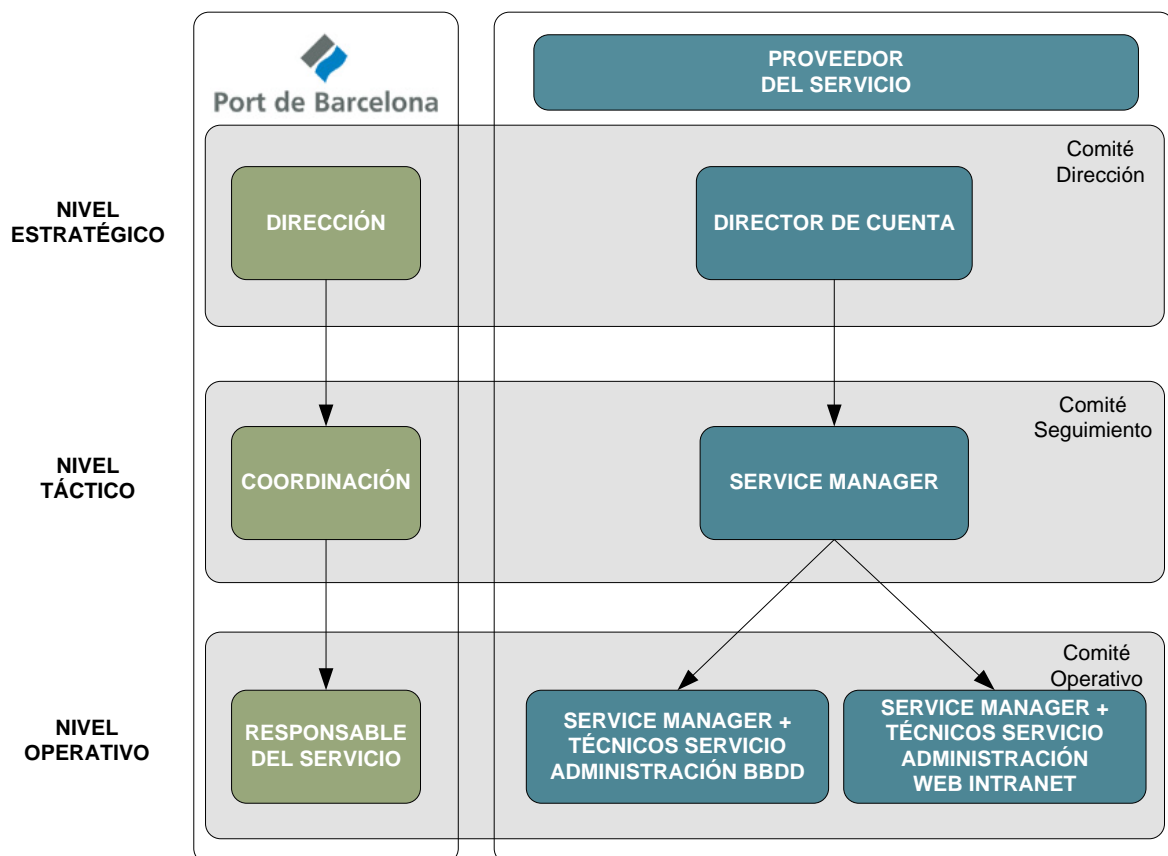 Port de Barcelona
PROVEEDOR
DEL SERVICIO
Comité
Dirección
NIVEL
ESTRATÉGICO
DIRECCIÓN
DIRECTOR DE CUENTA
Comité
Seguimiento
NIVEL
TÁCTICO
COORDINACIÓN
SERVICE MANAGER
Comité
Operativo
NIVEL
OPERATIVO
RESPONSABLE
DEL SERVICIO
SERVICE MANAGER +
TÉCNICOS SERVICIO
ADMINISTRACIÓN BBDD
SERVICE MANAGER +
TÉCNICOS SERVICIO
ADMINISTRACIÓN
WEB INTRANET